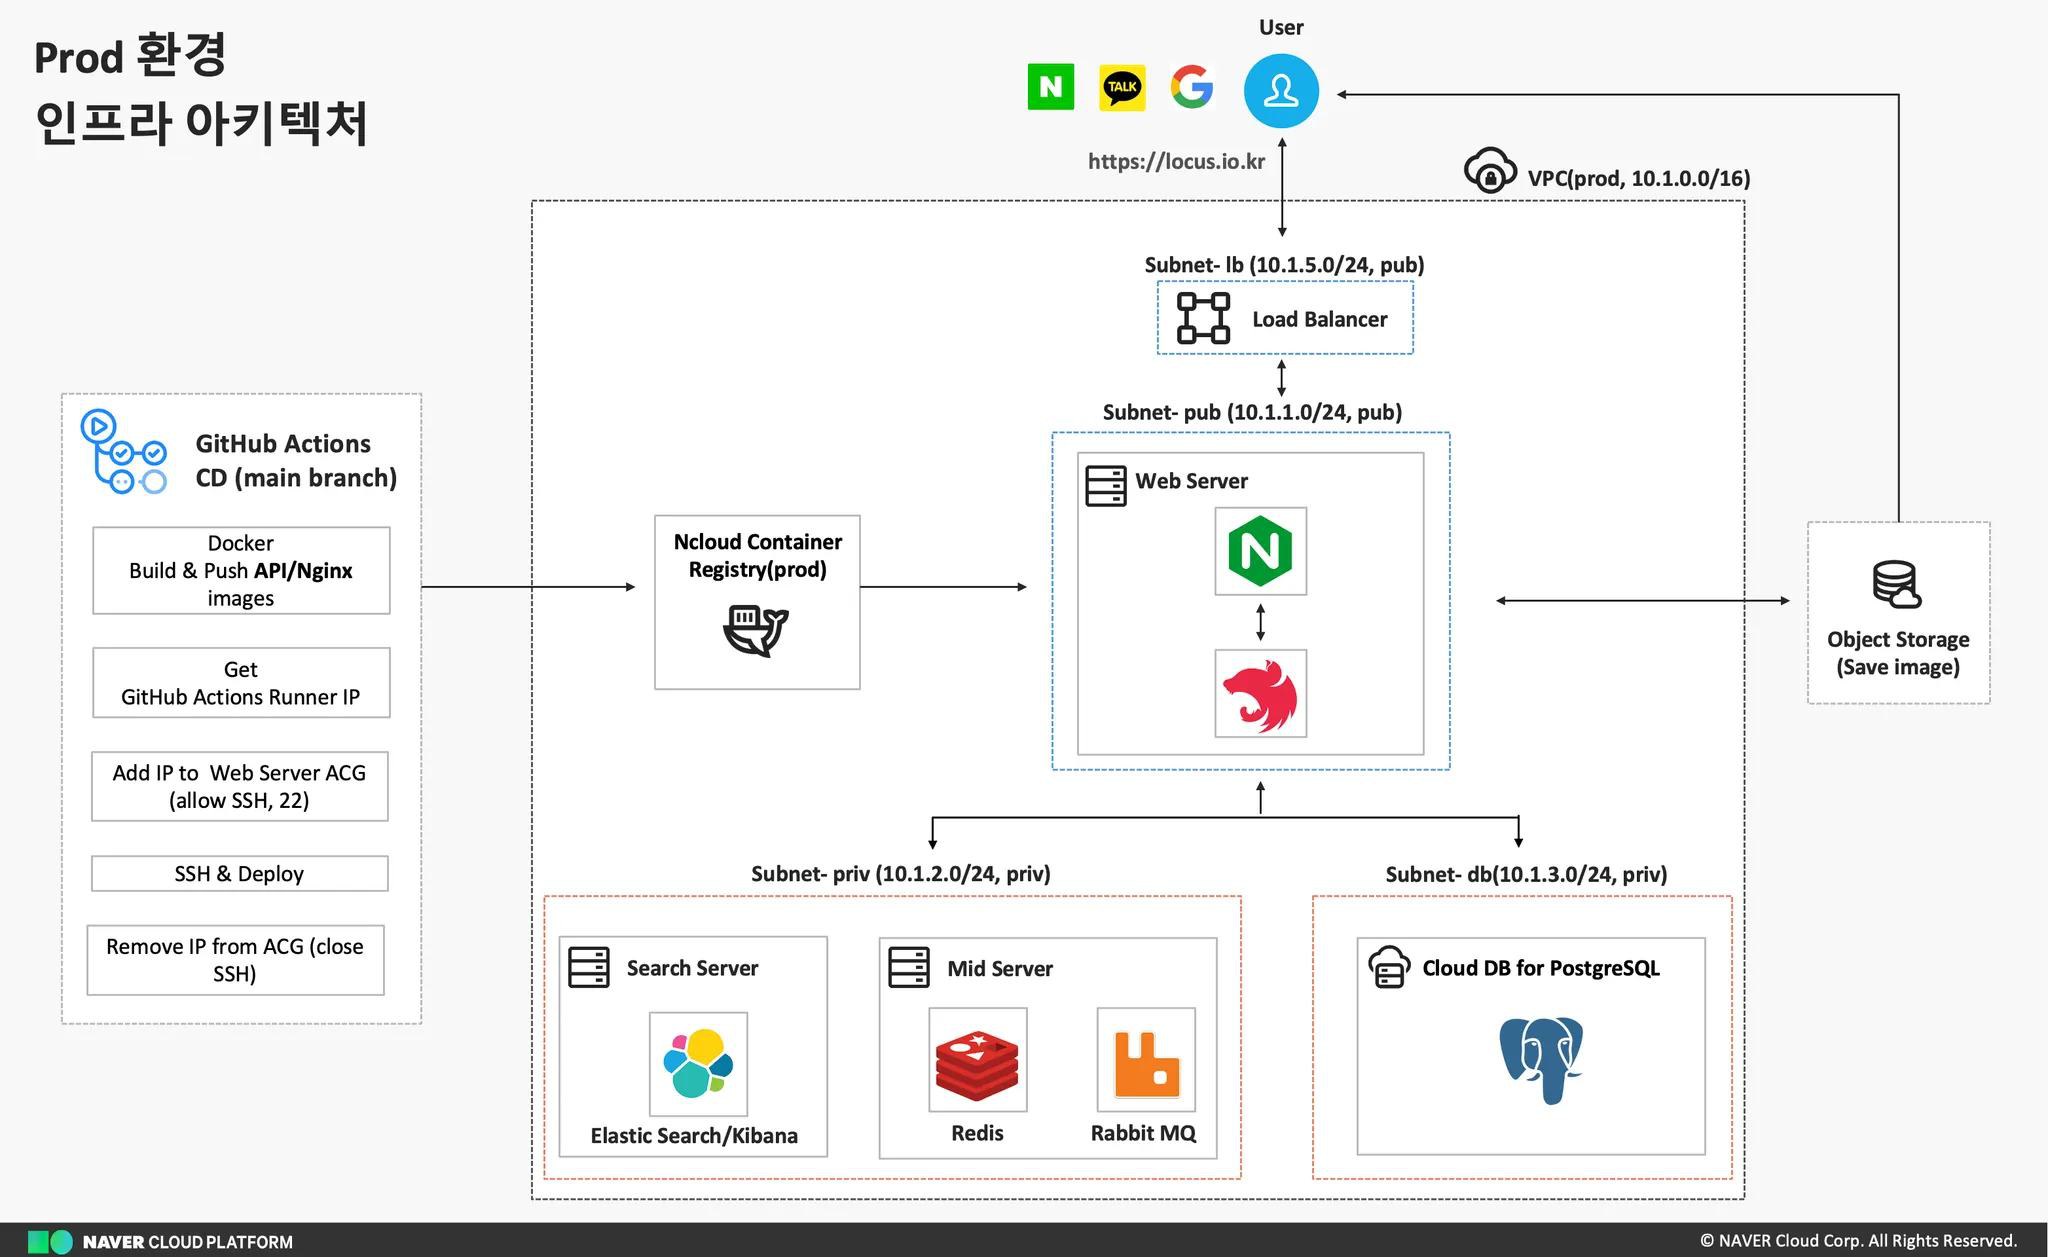 Prod 환경
인프라 아키텍처
User
N
TALK
G
https://locus.io.kr
VPC(prod, 10.1.0.0/16)
Subnet- lb (10.1.5.0/24, pub)
Load Balancer
Subnet- pub (10.1.1.0/24, pub)
Web Server
N
GitHub Actions
CD (main branch)
Docker
Build & Push API/Nginx
images
Get
GitHub Actions Runner IP
Add IP to  Web Server ACG
(allow SSH, 22)
SSH & Deploy
Remove IP from ACG (close
SSH)
Ncloud Container
Registry(prod)
Object Storage
(Save image)
Subnet- priv (10.1.2.0/24, priv)
Search Server
Elastic Search/Kibana
Mid Server
Redis
Rabbit MQ
Subnet- db(10.1.3.0/24, priv)
Cloud DB for PostgreSQL
NAVER CLOUD PLATFORM
© NAVER Cloud Corp. All Rights Reserved.